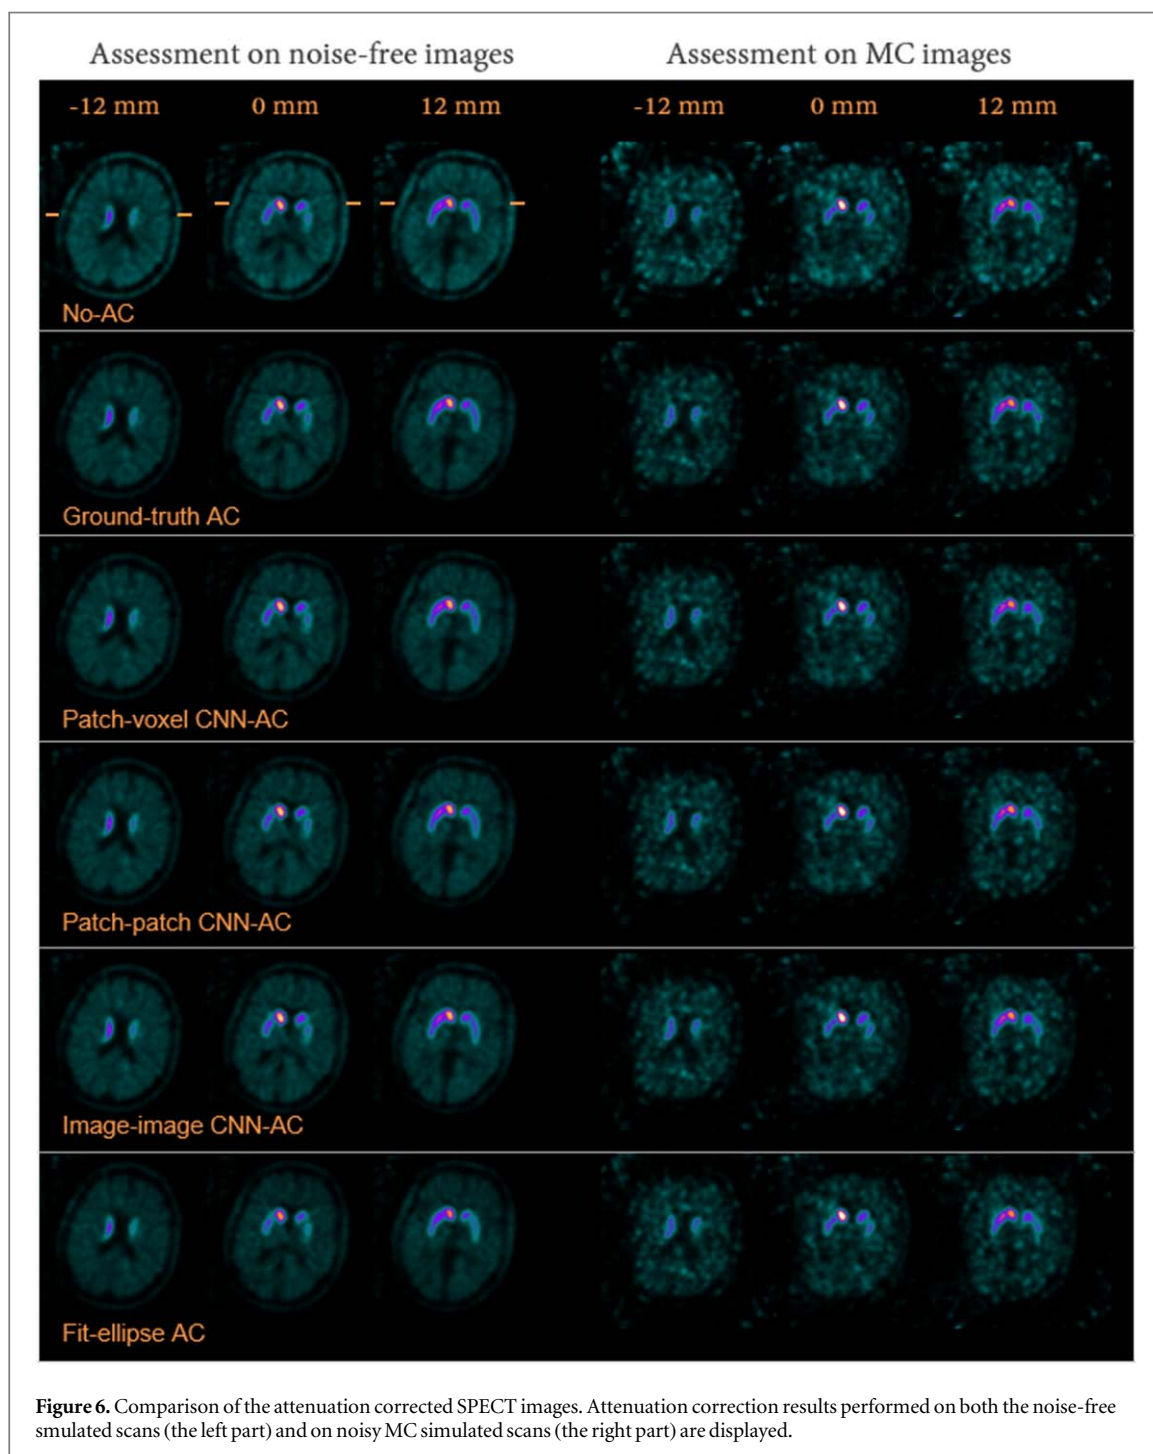 Assessment on noise-free images
Assessment on MC images
-12 mm 0 mm 12 mm -12 mm 0 mm 12 mm
No-AC
Ground-truth AC
Patch-voxel CNN-AC
Patch-patch CNN-AC
Image-image CNN-AC
Fit-ellipse AC
Figure 6. Comparison of the attenuation corrected SPECT images. Attenuation correction results performed on both the noise-free
smulated scans (the left part) and on noisy MC simulated scans (the right part) are displayed.